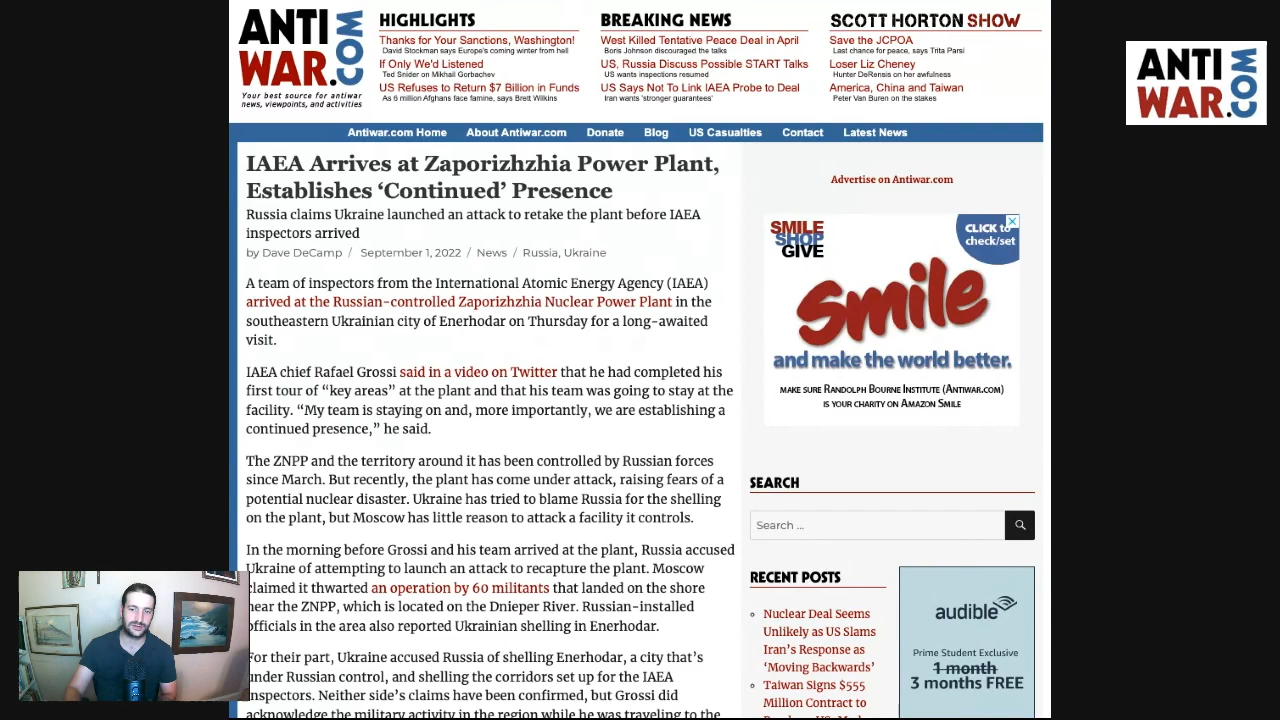 ANTI
WAR.COM
Your best source for antiwar
news, viewpoints, and activities
HIGHLIGHTS
Thanks for Your Sanctions, Washington!
David Stockman says Europe's coming winter from hell
If Only We'd Listened
Ted Snider on Mikhail Gorbachev
US Refuses to Return $7 Billion in Funds
As 6 million Afghans face famine, says Brett Wilkins
BREAKING NEWS
West Killed Tentative Peace Deal in April
Boris Johnson discouraged the talks
US, Russia Discuss Possible START Talks
US wants inspections resumed
US Says Not To Link IAEA Probe to Deal
Iran wants 'stronger guarantees'
SCOTT HORTON SHOW
Save the JCPOA
Last chance for peace, says Trita Parsi
Loser Liz Cheney
Hunter DeRensis on her awfulness
America, China and Taiwan
Peter Van Buren on the stakes
ANTI
WAR.COM
Antiwar.com Home About Antiwar.com Donate Blog US Casualties Contact Latest News
IAEA Arrives at Zaporizhzhia Power Plant,
Establishes ‘Continued’ Presence
Russia claims Ukraine launched an attack to retake the plant before IAEA
inspectors arrived
by Dave DeCamp / September 1, 2022 / News / Russia, Ukraine
A team of inspectors from the International Atomic Energy Agency (IAEA)
arrived at the Russian-controlled Zaporizhzhia Nuclear Power Plant in the
southeastern Ukrainian city of Enerhodar on Thursday for a long-awaited
visit.
IAEA chief Rafael Grossi said in a video on Twitter that he had completed his
first tour of “key areas” at the plant and that his team was going to stay at the
facility. “My team is staying on and, more importantly, we are establishing a
continued presence,” he said.
The ZNPP and the territory around it has been controlled by Russian forces
since March. But recently, the plant has come under attack, raising fears of a
potential nuclear disaster. Ukraine has tried to blame Russia for the shelling
on the plant, but Moscow has little reason to attack a facility it controls.
In the morning before Grossi and his team arrived at the plant, Russia accused
Ukraine of attempting to launch an attack to recapture the plant. Moscow
claimed it thwarted an operation by 60 militants that landed on the shore
near the ZNPP, which is located on the Dnieper River. Russian-installed
officials in the area also reported Ukrainian shelling in Enerhodar.
For their part, Ukraine accused Russia of shelling Enerhodar, a city that’s
under Russian control, and shelling the corridors set up for the IAEA
inspectors. Neither side’s claims have been confirmed, but Grossi did
acknowledge the military activity in the region while he was traveling to the
Advertise on Antiwar.com
SMILE
SHOP
GIVE
CLICK to
check/set
smile
and make the world better.
MAKE SURE RANDOLPH BOURNE INSTITUTE (ANTIWAR.COM)
IS YOUR CHARITY ON AMAZON SMILE
SEARCH
Search ...
RECENT POSTS
Nuclear Deal Seems
Unlikely as US Slams
Iran’s Response as
‘Moving Backwards’
Taiwan Signs $555
Million Contract to
audible
Prime Student Exclusive
1 month
3 months FREE